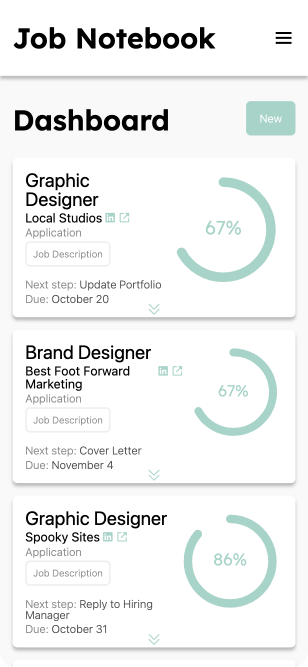 Job Notebook
Dashboard
New
Graphic
Designer
Local Studios
Application
Job Description
Next step: Update Portfolio
Due: October 20
67%
Brand Designer
Best Foot Forward
Marketing
Application
Job Description
Next step: Cover Letter
Due: November 4
67%
Graphic Designer
Spooky Sites
Application
Job Description
Next step: Reply to Hiring
Manager
Due: October 31
86%